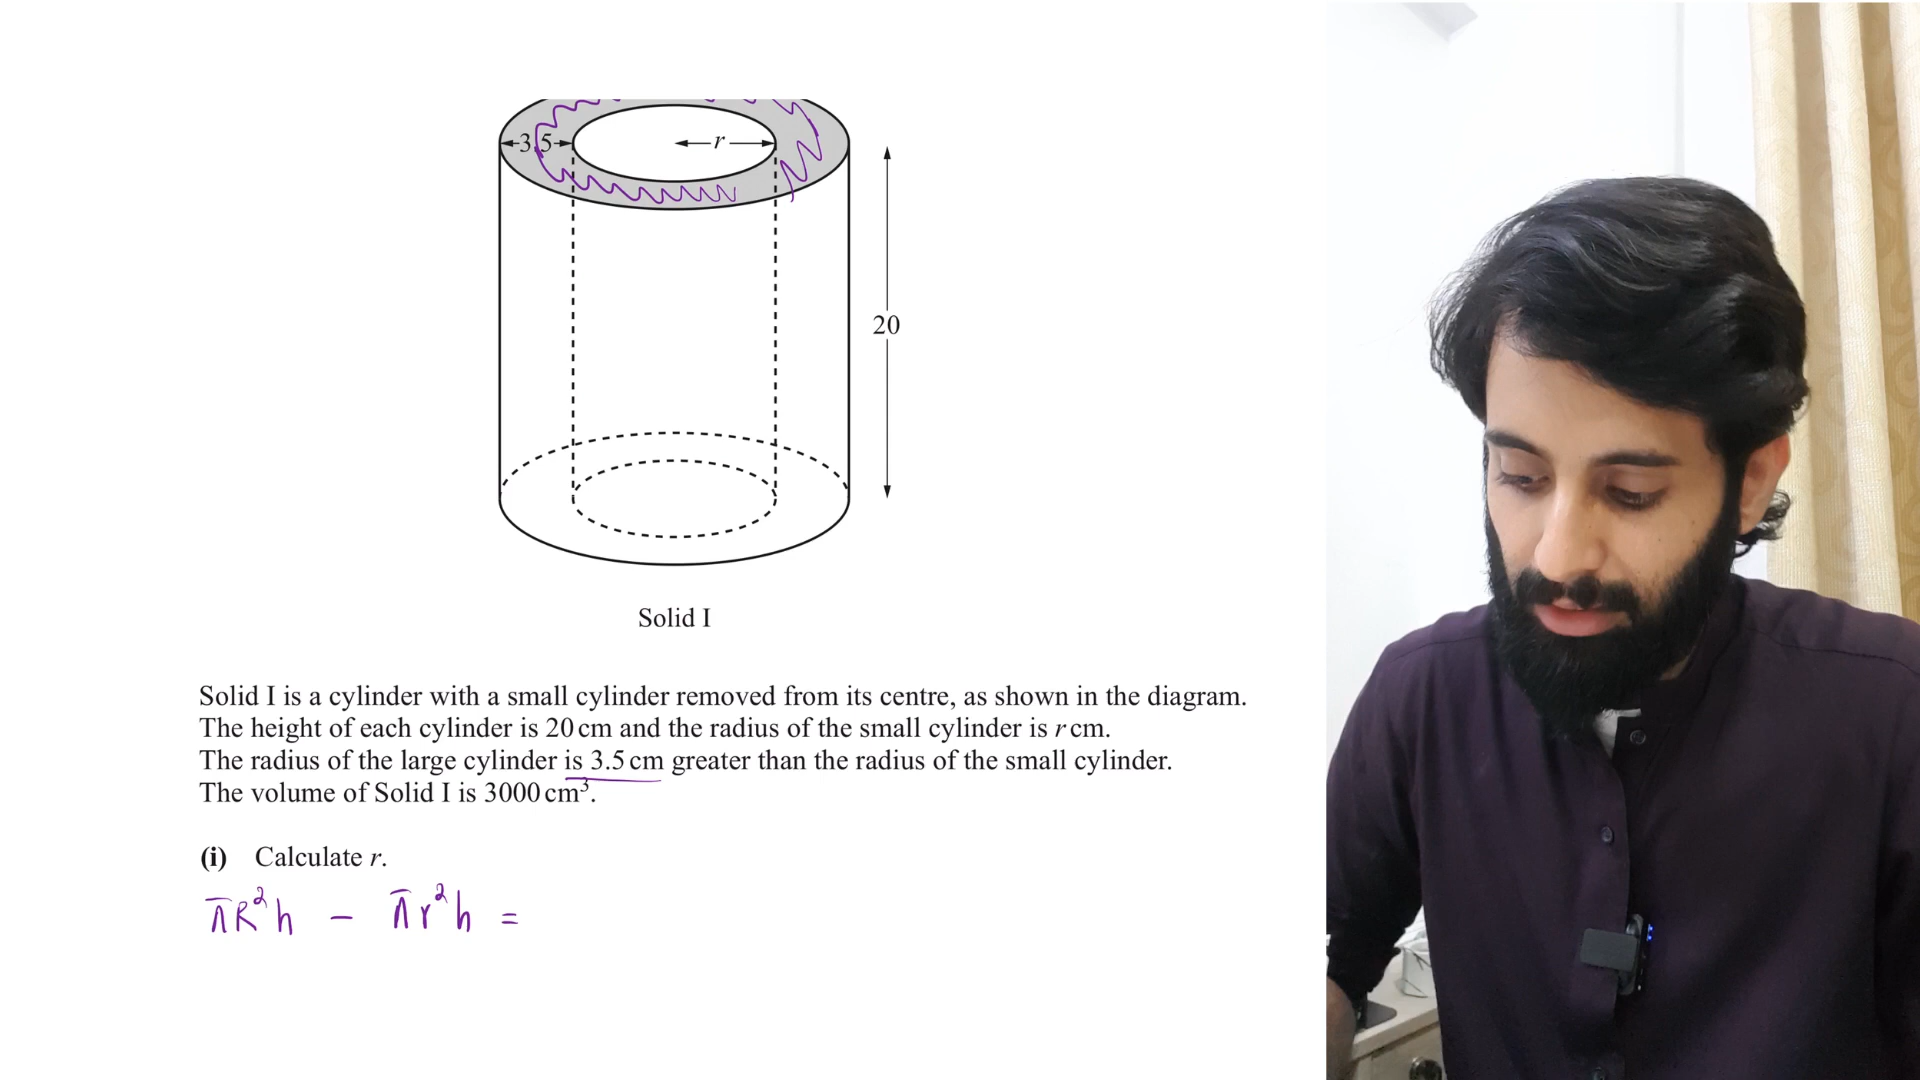 3.5
r
20
Solid I
Solid I is a cylinder with a small cylinder removed from its centre, as shown in the diagram.
The height of each cylinder is 20 cm and the radius of the small cylinder is r cm.
The radius of the large cylinder is 3.5 cm greater than the radius of the small cylinder.
The volume of Solid I is 3000 cm³.
(i) Calculate r.
πR²h - πr²h =